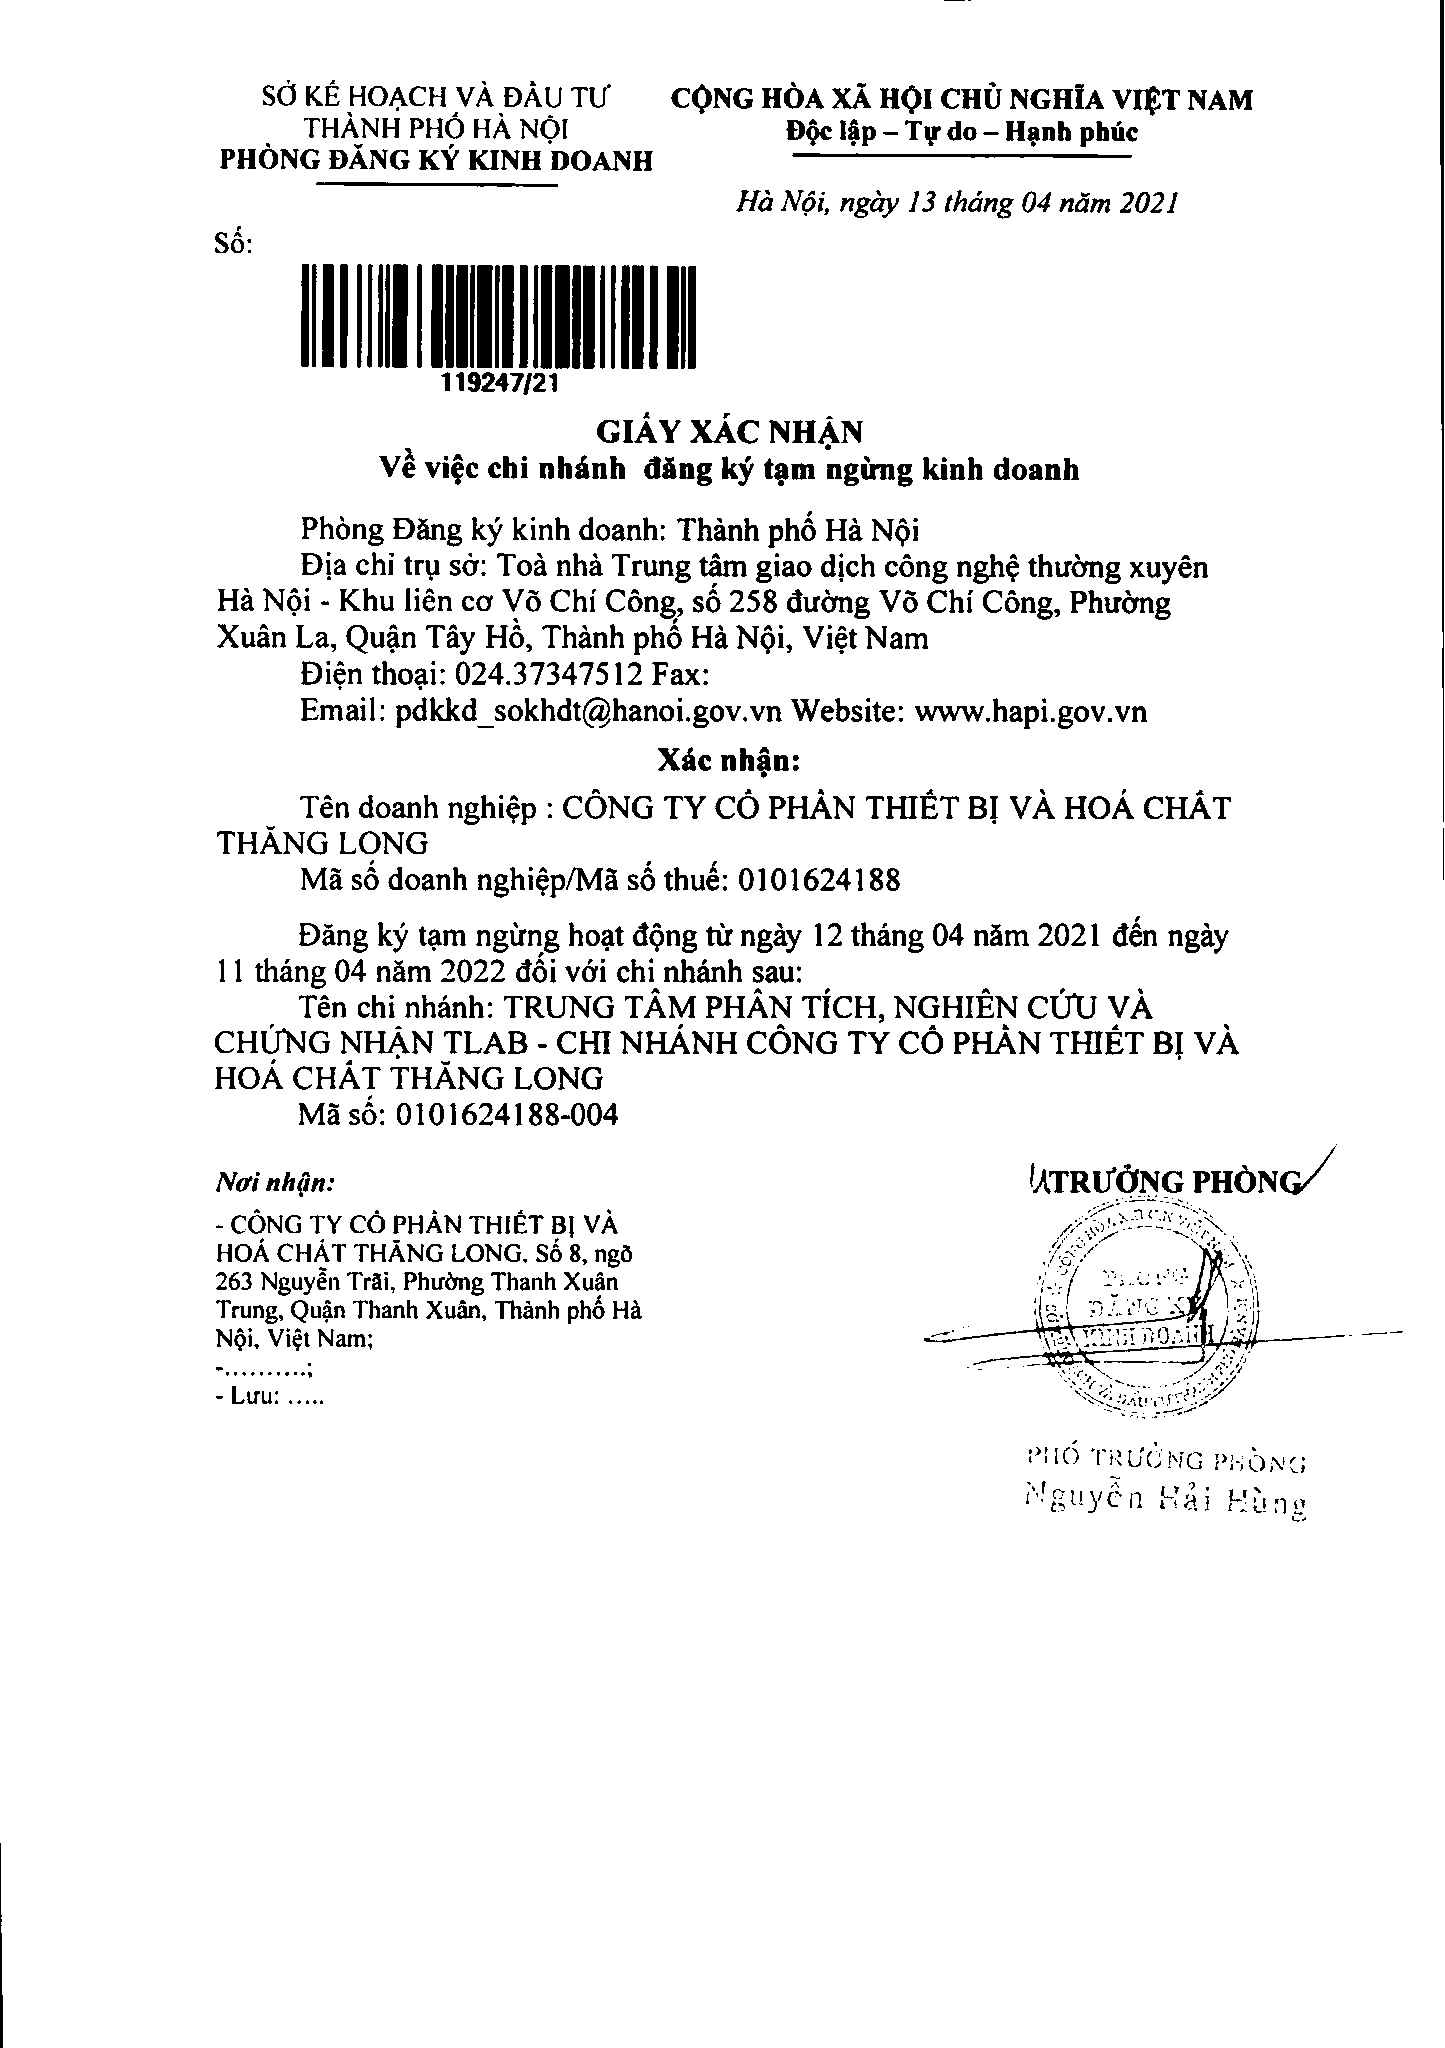 SỞ KẾ HOẠCH VÀ ĐẦU TƯ
THÀNH PHỐ HÀ NỘI
PHÒNG ĐĂNG KÝ KINH DOANH
CỘNG HÒA XÃ HỘI CHỦ NGHĨA VIỆT NAM
Độc lập – Tự do – Hạnh phúc
Hà Nội, ngày 13 tháng 04 năm 2021
Số:
119247/21
GIẤY XÁC NHẬN
Về việc chi nhánh đăng ký tạm ngừng kinh doanh
Phòng Đăng ký kinh doanh: Thành phố Hà Nội
Địa chỉ trụ sở: Toà nhà Trung tâm giao dịch công nghệ thường xuyên
Hà Nội - Khu liên cơ Võ Chí Công, số 258 đường Võ Chí Công, Phường
Xuân La, Quận Tây Hồ, Thành phố Hà Nội, Việt Nam
Điện thoại: 024.37347512 Fax:
Email: pdkkd_sokhdt@hanoi.gov.vn Website: www.hapi.gov.vn
Xác nhận:
Tên doanh nghiệp : CÔNG TY CỔ PHẦN THIẾT BỊ VÀ HOÁ CHẤT
THĂNG LONG
Mã số doanh nghiệp/Mã số thuế: 0101624188
Đăng ký tạm ngừng hoạt động từ ngày 12 tháng 04 năm 2021 đến ngày
11 tháng 04 năm 2022 đối với chi nhánh sau:
Tên chi nhánh: TRUNG TÂM PHÂN TÍCH, NGHIÊN CỨU VÀ
CHỨNG NHẬN TLAB - CHI NHÁNH CÔNG TY CỔ PHẦN THIẾT BỊ VÀ
HOÁ CHẤT THĂNG LONG
Mã số: 0101624188-004
Nơi nhận:
- CÔNG TY CỔ PHẦN THIẾT BỊ VÀ
HOÁ CHẤT THĂNG LONG. Số 8, ngõ
263 Nguyễn Trãi, Phường Thanh Xuân
Trung, Quận Thanh Xuân, Thành phố Hà
Nội, Việt Nam;
-..........;
- Lưu: .....
TRƯỞNG PHÒNG
PHÒNG
ĐĂNG KÝ
KINH DOANH
PHÓ TRƯỞNG PHÒNG
Nguyễn Hải Hùng